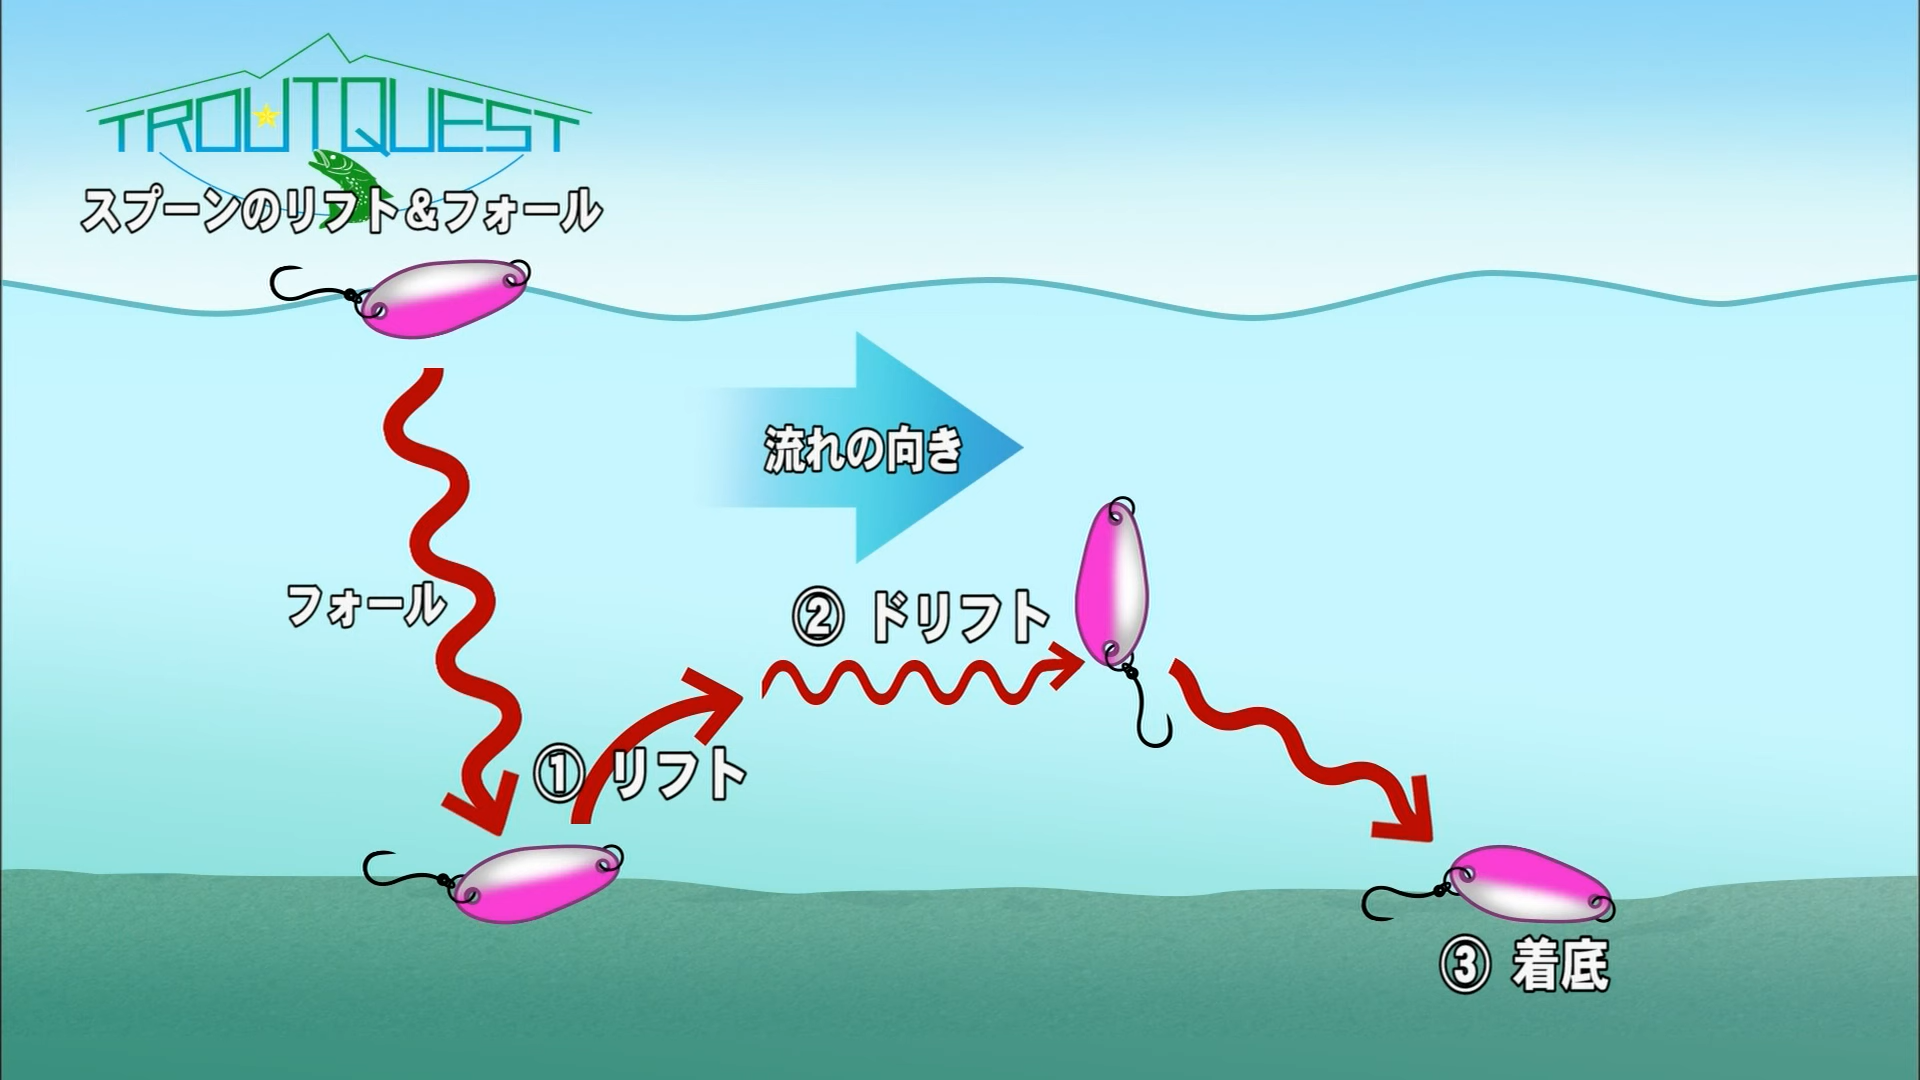 TROUTQUEST
スプーンのリフト&フォール
流れの向き
フォール
② ドリフト
① リフト
③ 着底